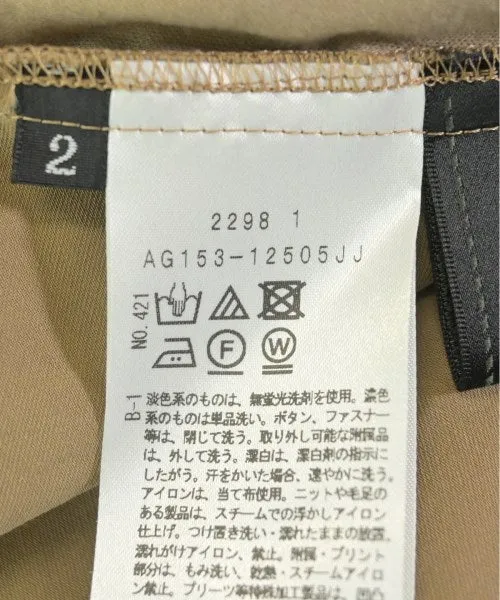 2
2298 1
AG153-12505JJ
NO.421
F
W
B-1
淡色系のものは、無蛍光洗剤を使用。濃色
系のものは単品洗い。ボタン、ファスナー
等は、閉じて洗う。取り外し可能な附属品
は、外して洗う。漂白は、漂白剤の指示に
したがう。汗をかいた場合、速やかに洗う。
アイロンは、当て布使用。ニットや毛足の
ある製品は、スチームでの浮かしアイロン
仕上げ。つけ置き洗い・濡れたままの放置、
濡れがけアイロン、禁止。附属・プリント
部分は、もみ洗い、乾熱・スチームアイロン
禁止。プリーツ等特殊加工製品は、